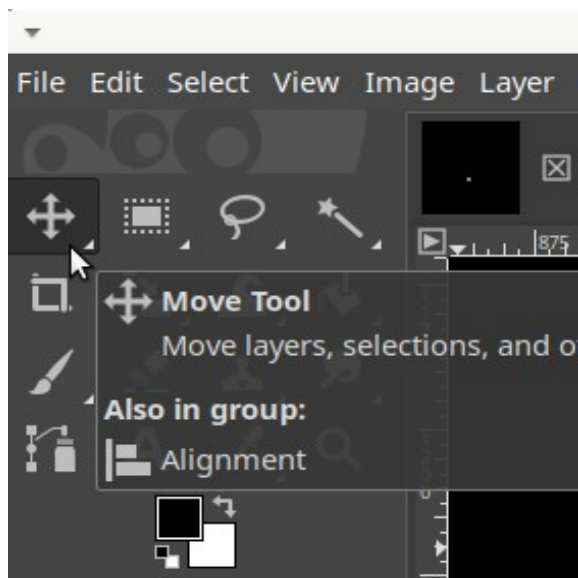 File Edit Select View Image Layer
875
Move Tool
Move layers, selections, and o
Also in group:
Alignment